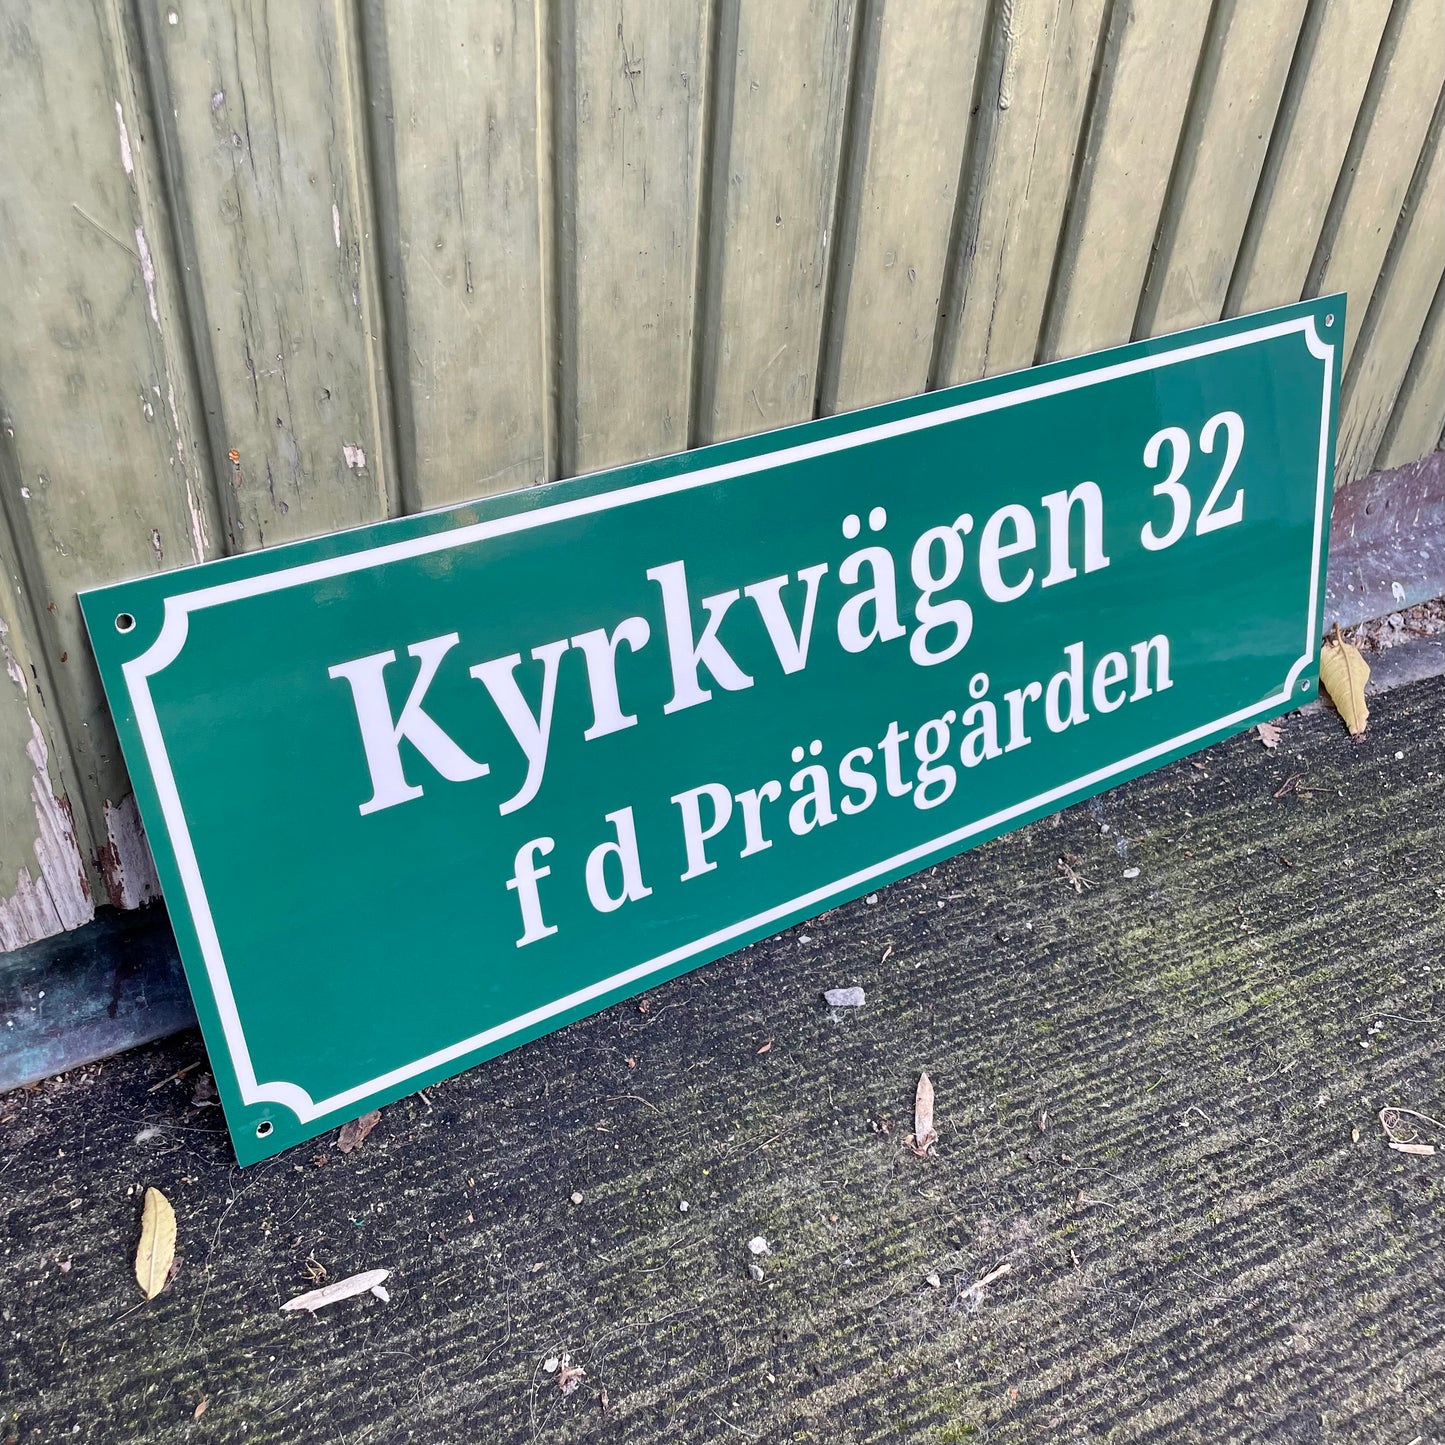 Kyrkvägen 32
f d Prästgården